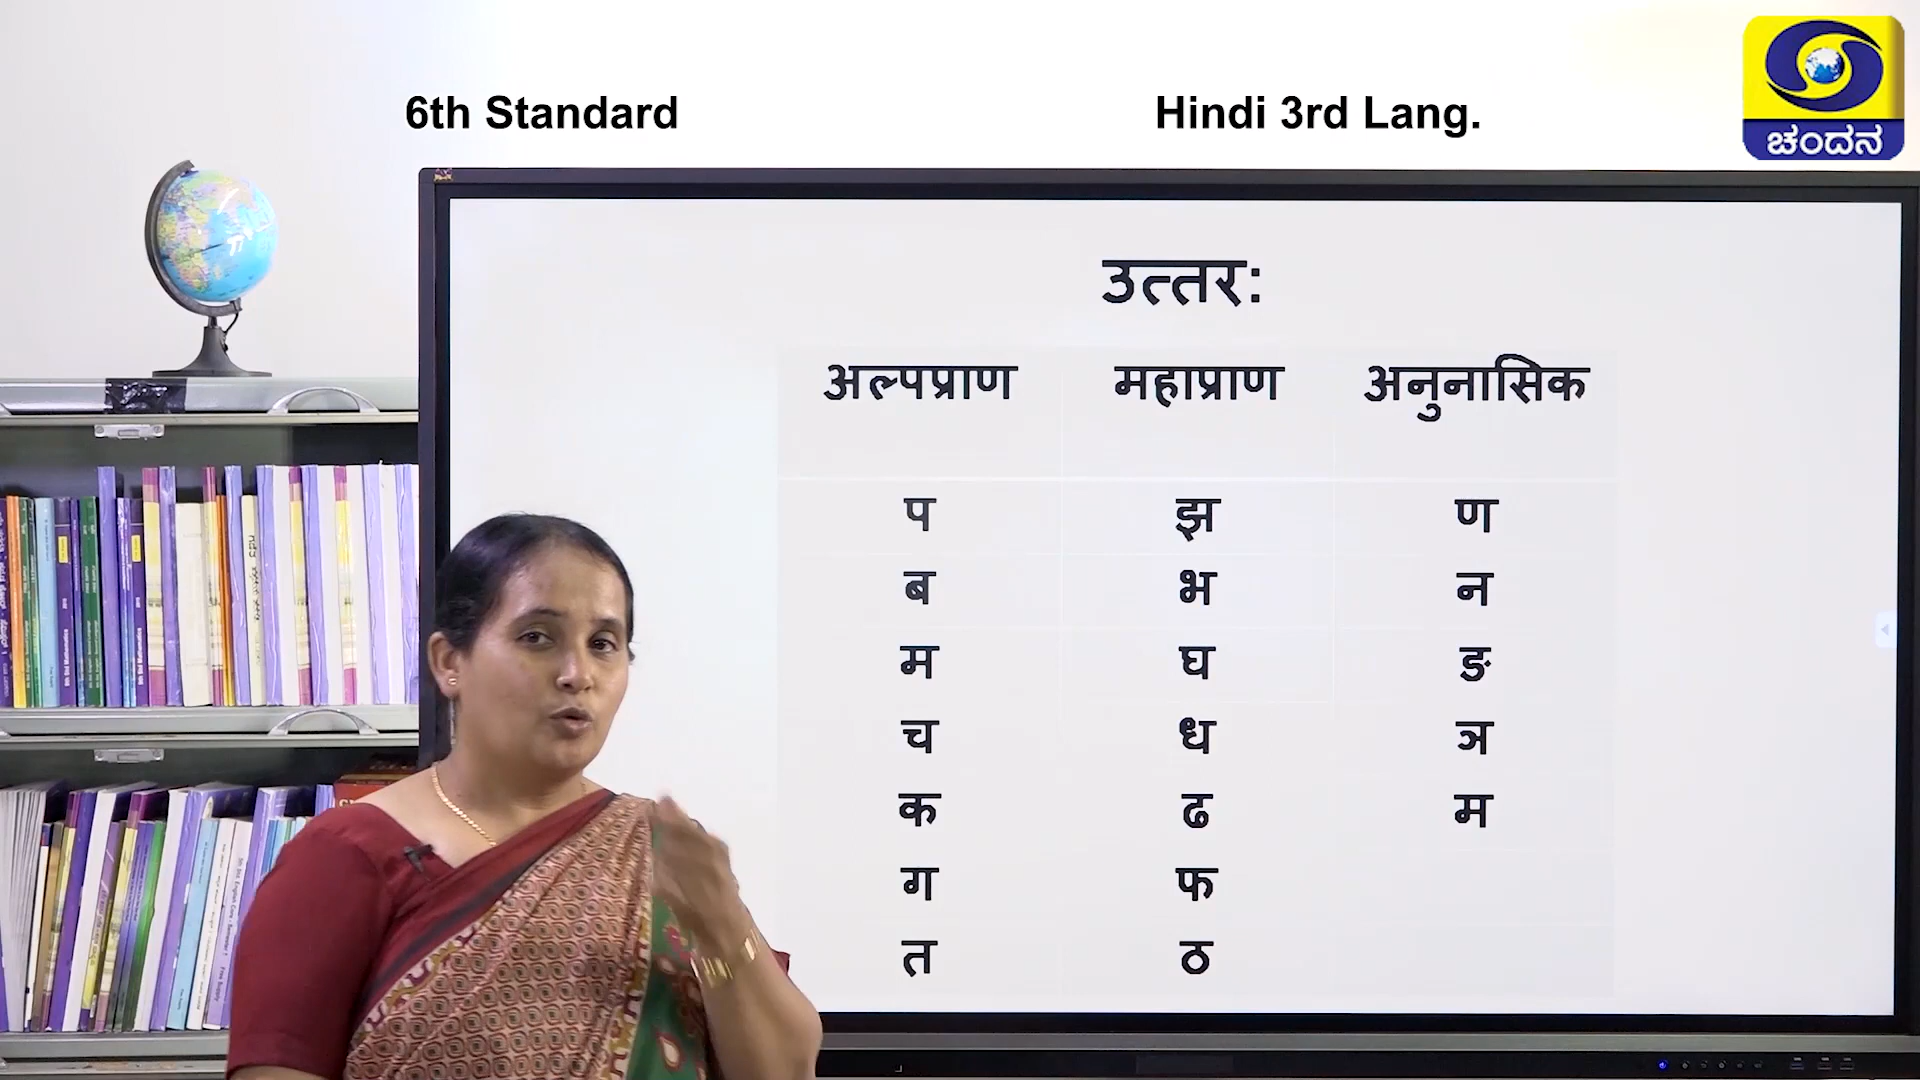 6th Standard
Hindi 3rd Lang.
ಚಂದನ
उत्तर:
अल्पप्राण महाप्राण अनुनासिक
प झ ण
ब भ न
म घ ङ
च ध ञ
क ढ म
ग फ
त ठ